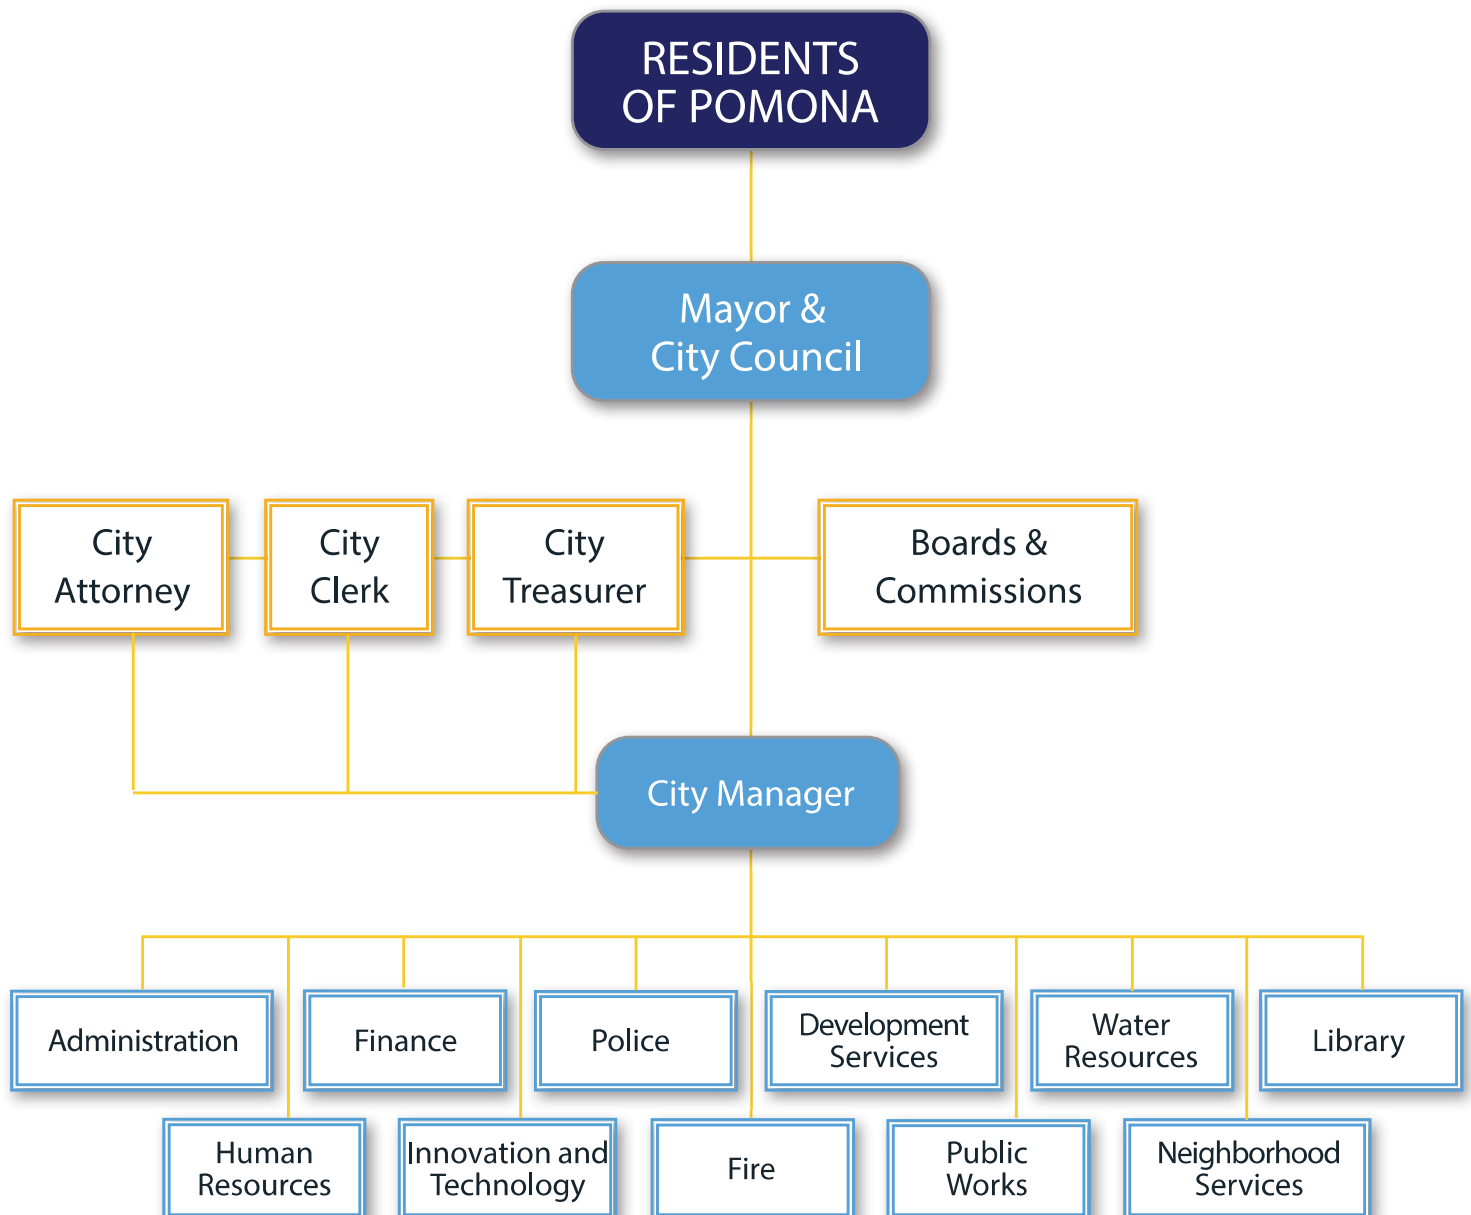 RESIDENTS
OF POMONA
Mayor &
City Council
City
Attorney
City
Clerk
City
Treasurer
Boards &
Commissions
City Manager
Administration
Finance
Police
Development
Services
Water
Resources
Library
Human
Resources
Innovation and
Technology
Fire
Public
Works
Neighborhood
Services